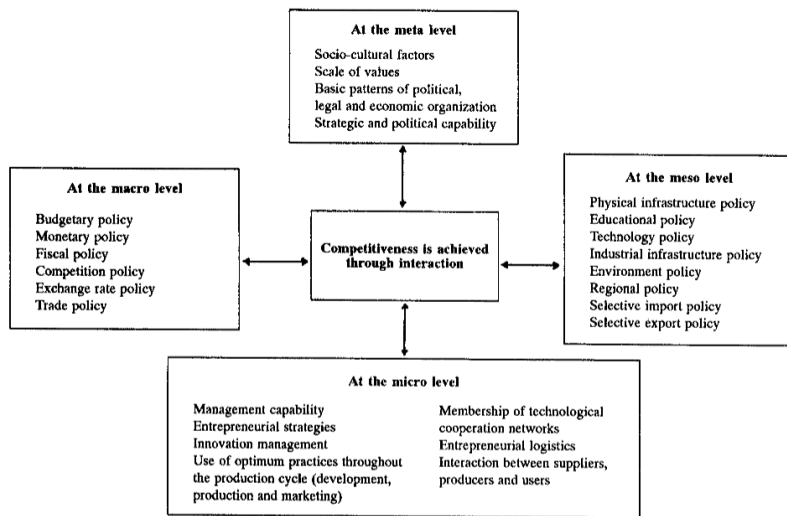 At the meta level
Socio-cultural factors
Scale of values
Basic patterns of political,
legal and economic organization
Strategic and political capability
At the macro level
Budgetary policy
Monetary policy
Fiscal policy
Competition policy
Exchange rate policy
Trade policy
Competitiveness is achieved
through interaction
At the meso level
Physical infrastructure policy
Educational policy
Technology policy
Industrial infrastructure policy
Environment policy
Regional policy
Selective import policy
Selective export policy
At the micro level
Management capability
Entrepreneurial strategies
Innovation management
Use of optimum practices throughout
the production cycle (development,
production and marketing)
Membership of technological
cooperation networks
Entrepreneurial logistics
Interaction between suppliers,
producers and users